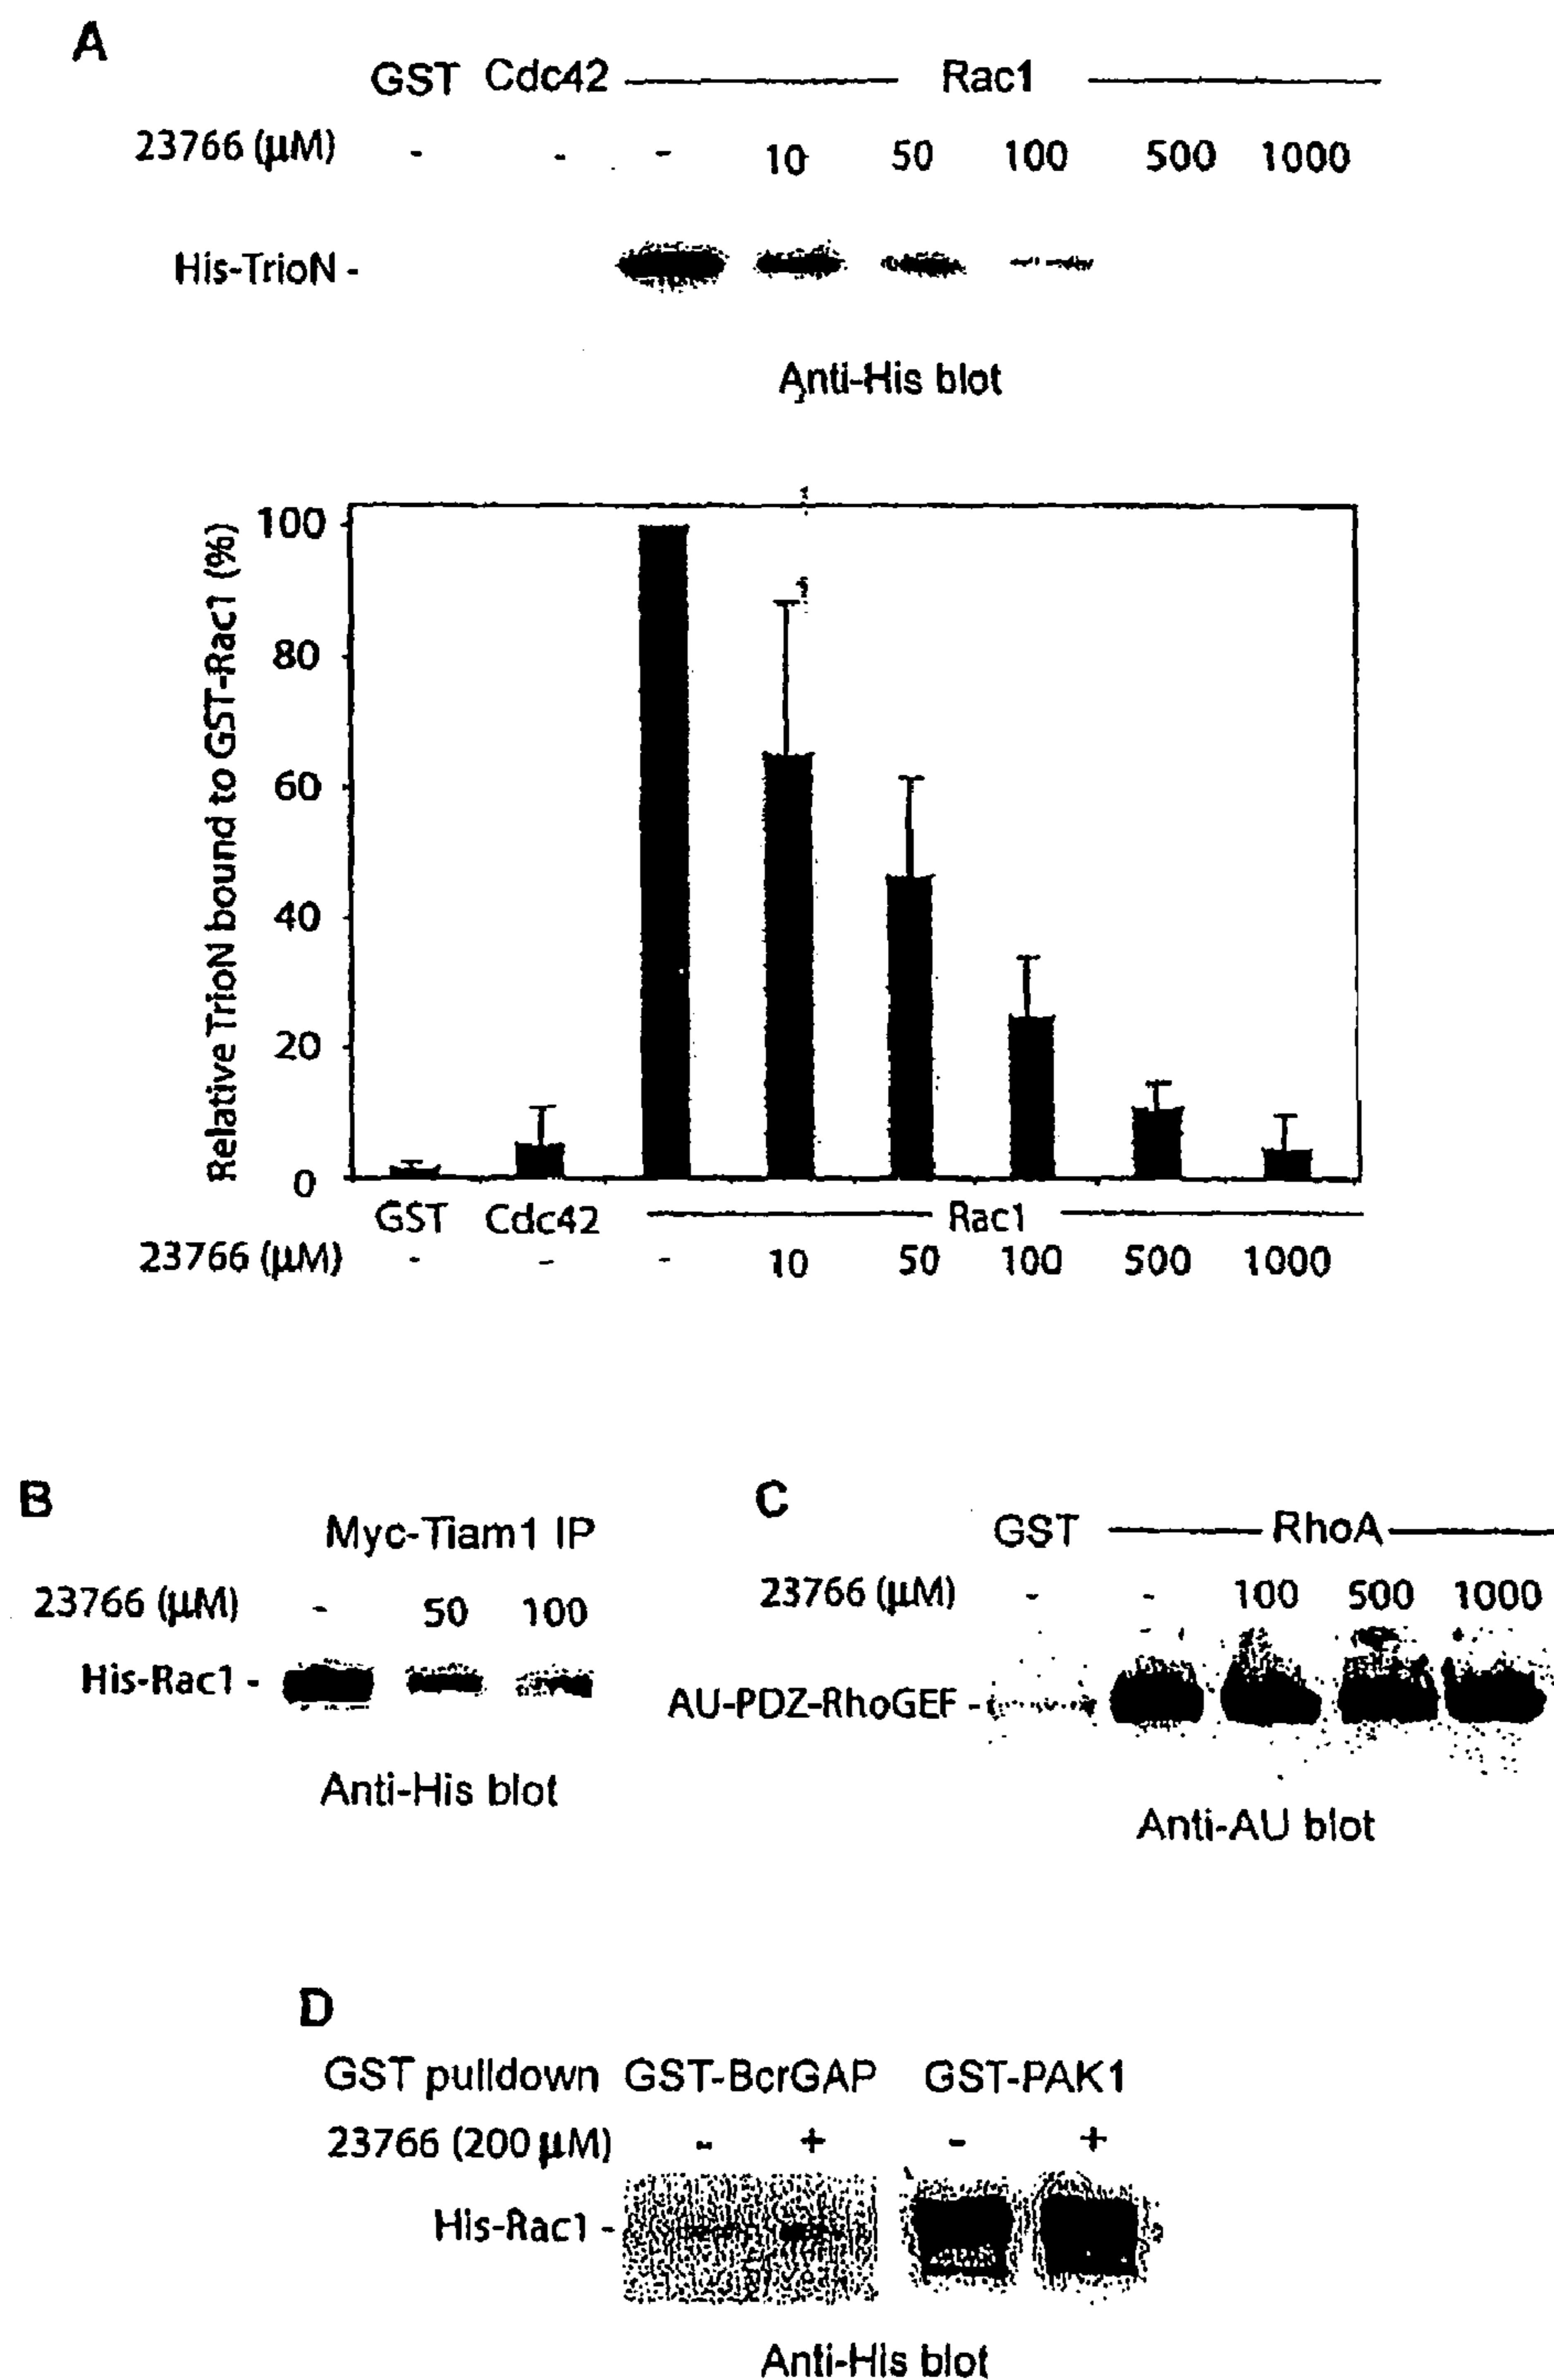 A
GST Cdc42 Rac1
23766 (µM) - - - 10 50 100 500 1000
His-TrioN -
Anti-His blot
Relative TrioN bound to GST-Rac1 (%)
100
80
60
40
20
0
GST Cdc42 Rac1
23766 (µM) - - - 10 50 100 500 1000
B
Myc-Tiam1 IP
23766 (µM) - 50 100
His-Rac1 -
Anti-His blot
C
GST RhoA
23766 (µM) - - 100 500 1000
AU-PDZ-RhoGEF -
Anti-AU blot
D
GST pulldown GST-BcrGAP GST-PAK1
23766 (200 µM) - + - +
His-Rac1 -
Anti-His blot